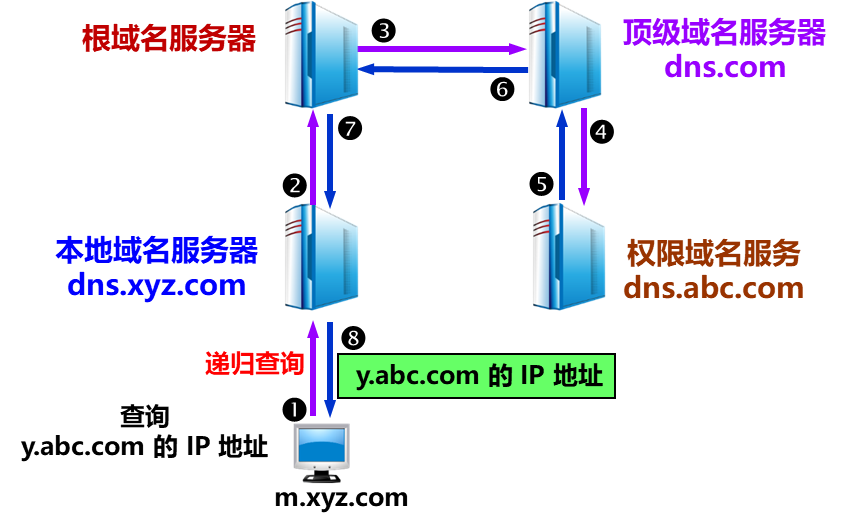 根域名服务器
❸
顶级域名服务器
dns.com
❻
❼
❹
❷
❺
本地域名服务器
dns.xyz.com
权限域名服务
dns.abc.com
递归查询
❽
y.abc.com 的 IP 地址
❶
查询
y.abc.com 的 IP 地址
m.xyz.com